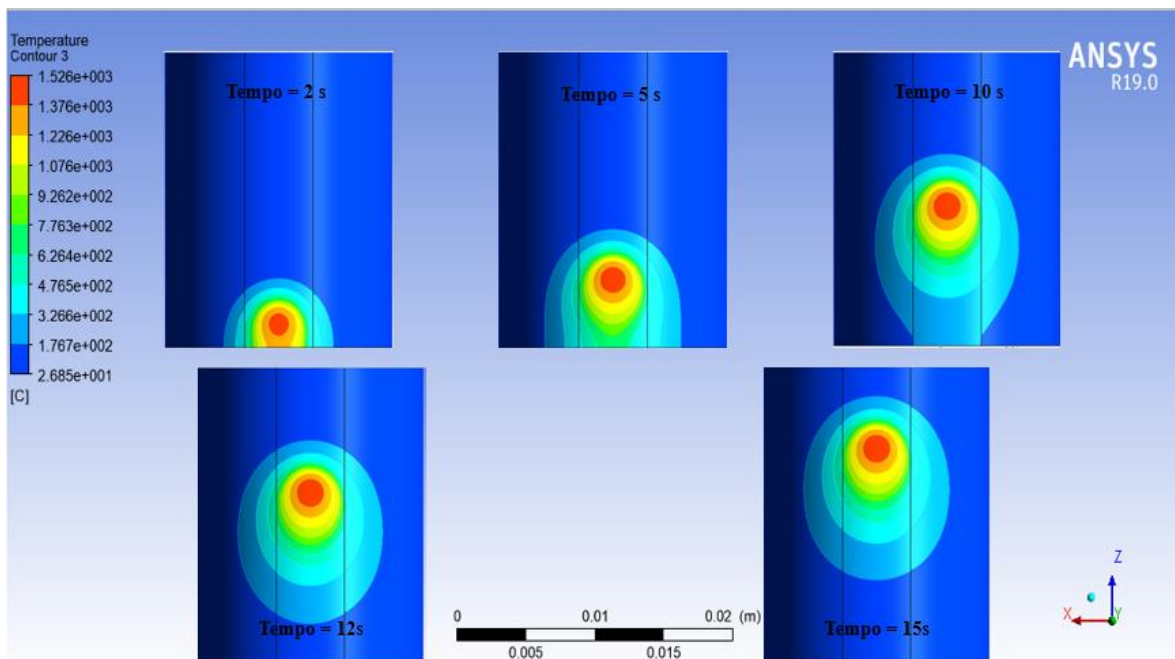 Temperature
Contour 3
1.526e+003
1.376e+003
1.226e+003
1.076e+003
9.262e+002
7.763e+002
6.264e+002
4.765e+002
3.266e+002
1.767e+002
2.685e+001
[C]
Tempo = 2 s
Tempo = 5 s
Tempo = 10 s
ANSYS
R19.0
Tempo = 12s
Tempo = 15s
0 0.01 0.02 (m)
0.005 0.015
Z
X Y